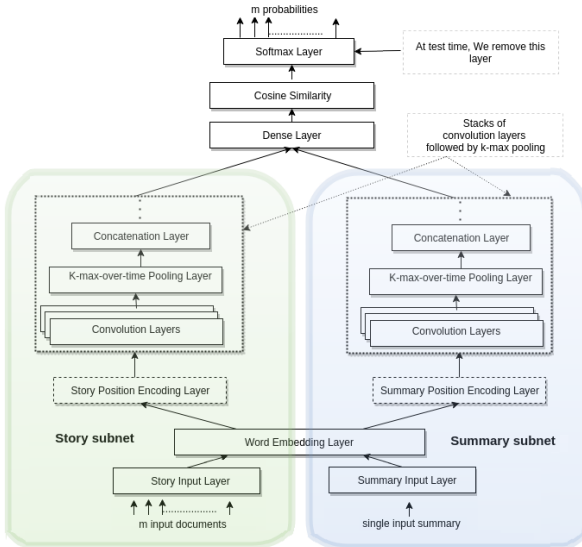 m probabilities
Softmax Layer
At test time, We remove this
layer
Cosine Similarity
Dense Layer
Stacks of
convolution layers
followed by k-max pooling
Concatenation Layer
K-max-over-time Pooling Layer
Convolution Layers
Story Position Encoding Layer
Story subnet
Concatenation Layer
K-max-over-time Pooling Layer
Convolution Layers
Summary Position Encoding Layer
Summary subnet
Word Embedding Layer
Story Input Layer
Summary Input Layer
m input documents
single input summary